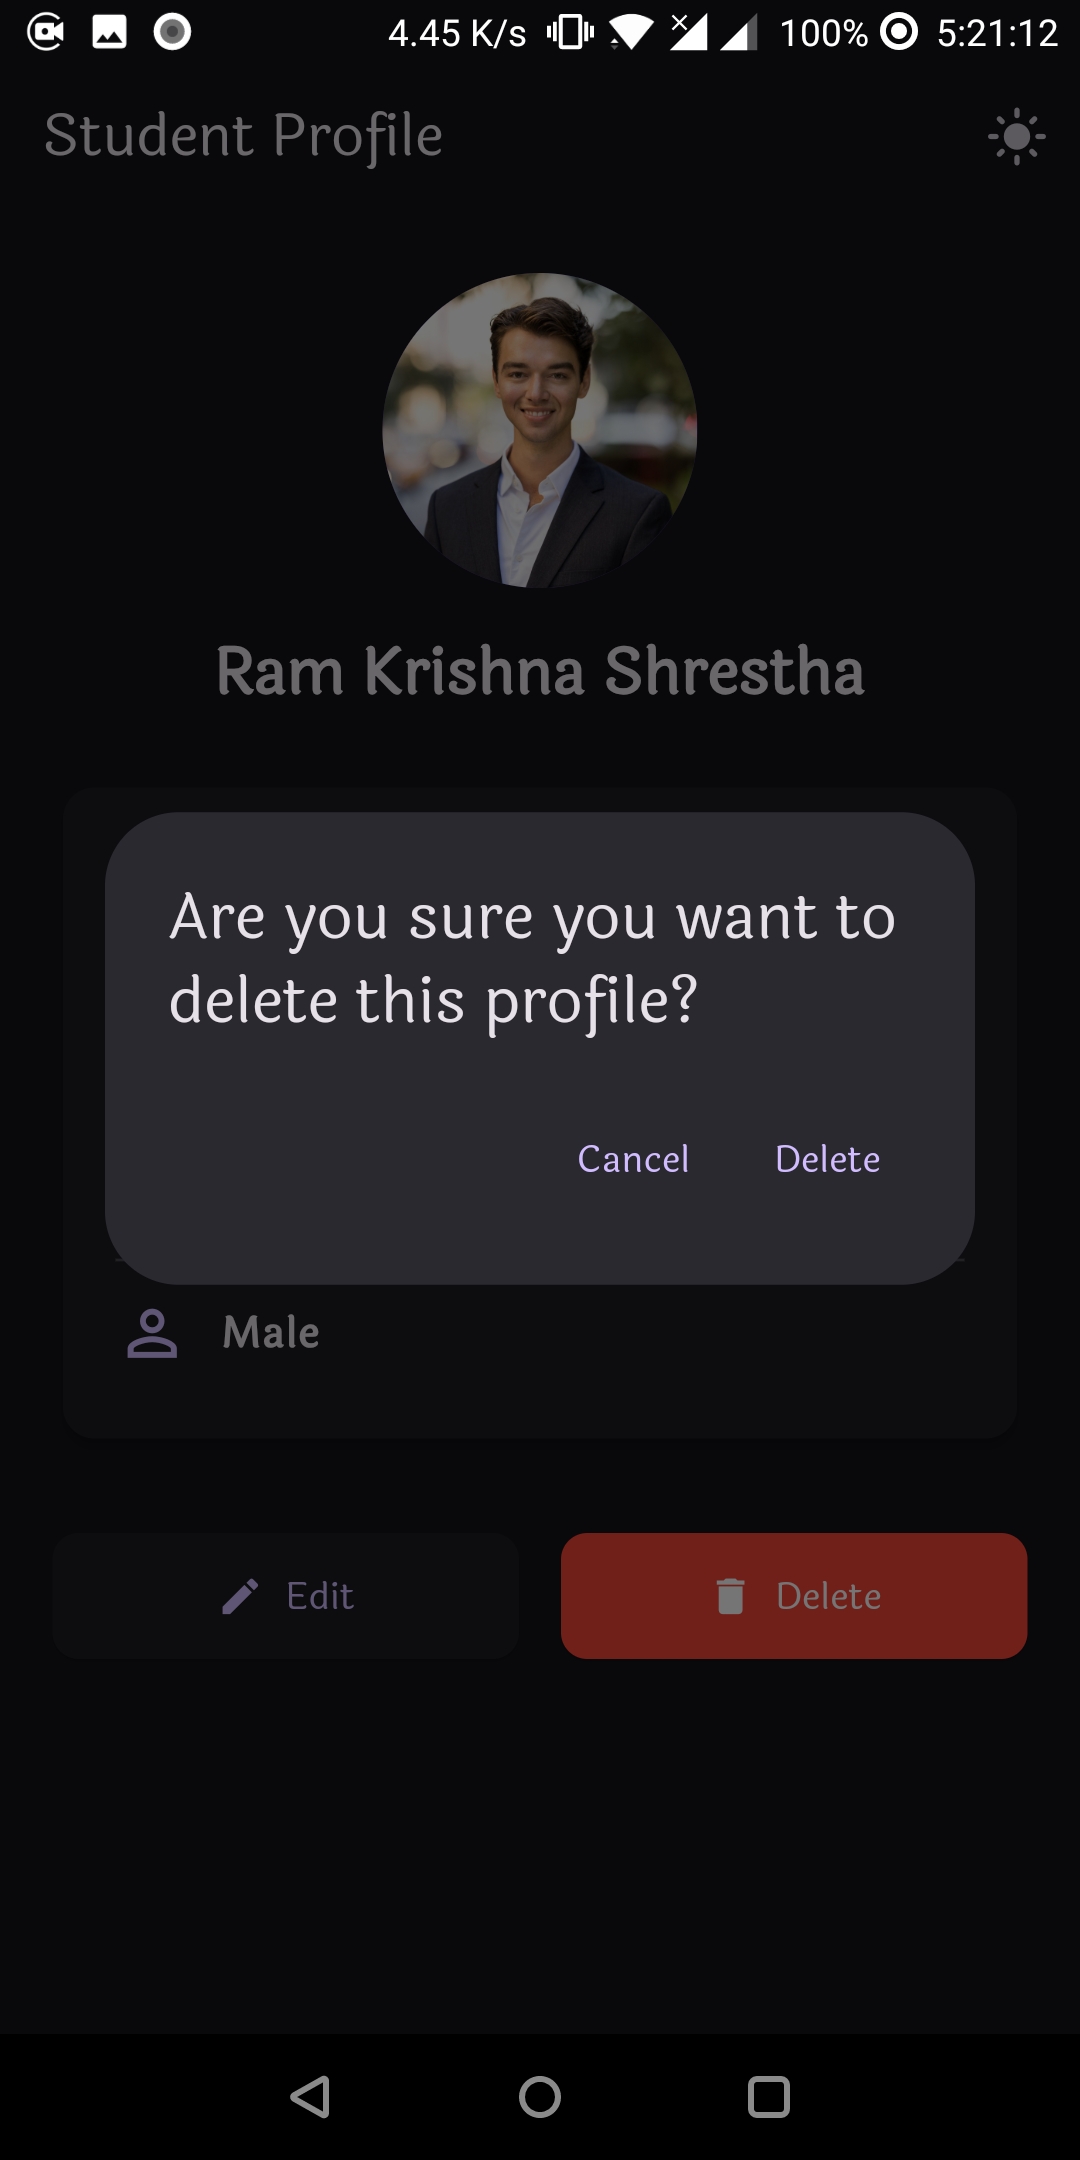 4.45 K/s 100% 5:21:12
Student Profile
Ram Krishna Shrestha
Are you sure you want to
delete this profile?
Cancel Delete
Male
Edit Delete